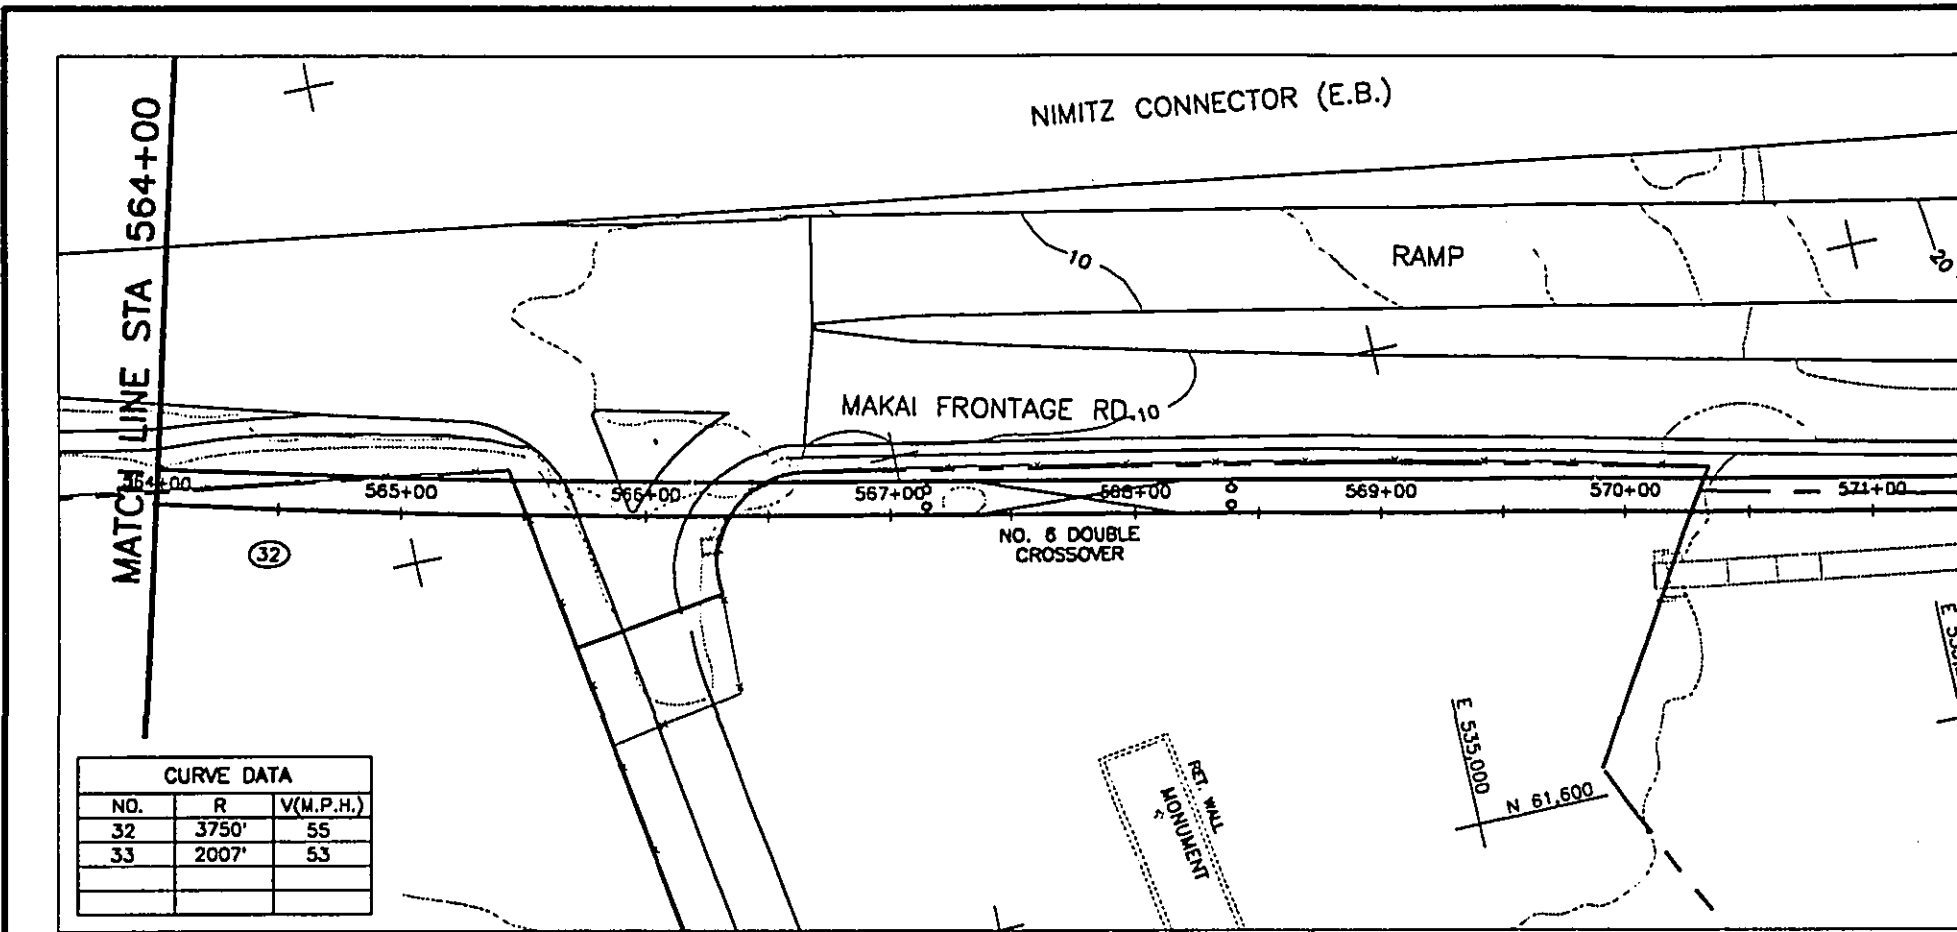 NIMITZ CONNECTOR (E.B.)
MATCH LINE STA 564+00
RAMP
10
20
MAKAI FRONTAGE RD.
10
564+00
565+00
566+00
567+00
568+00
569+00
570+00
571+00
NO. 6 DOUBLE
CROSSOVER
32
E 535,000
N 61,600
RET. WALL
MONUMENT
CURVE DATA
NO. R V(M.P.H.)
32 3750' 55
33 2007' 53